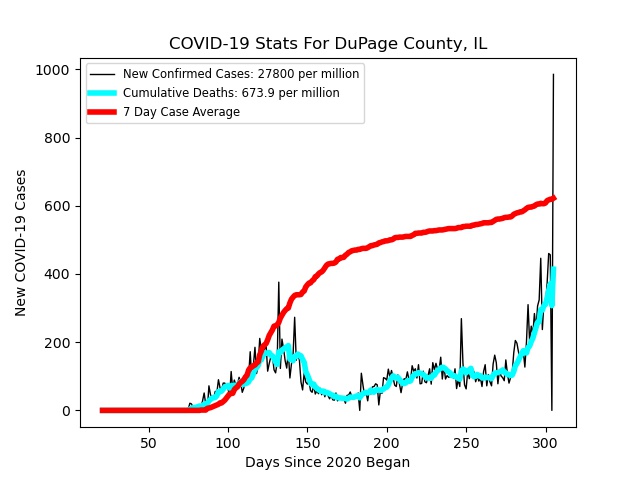 COVID-19 Stats For DuPage County, IL
New Confirmed Cases: 27800 per million
Cumulative Deaths: 673.9 per million
7 Day Case Average
1000
800
600
400
200
0
New COVID-19 Cases
50 100 150 200 250 300
Days Since 2020 Began